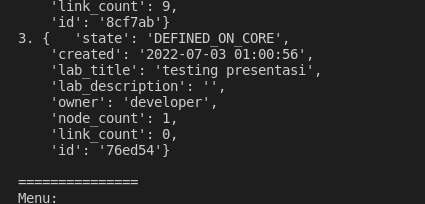 'link_count': 9,
'id': '8cf7ab'}
3. {   'state': 'DEFINED_ON_CORE',
'created': '2022-07-03 01:00:56',
'lab_title': 'testing presentasi',
'lab_description': '',
'owner': 'developer',
'node_count': 1,
'link_count': 0,
'id': '76ed54'}
===============
Menu: